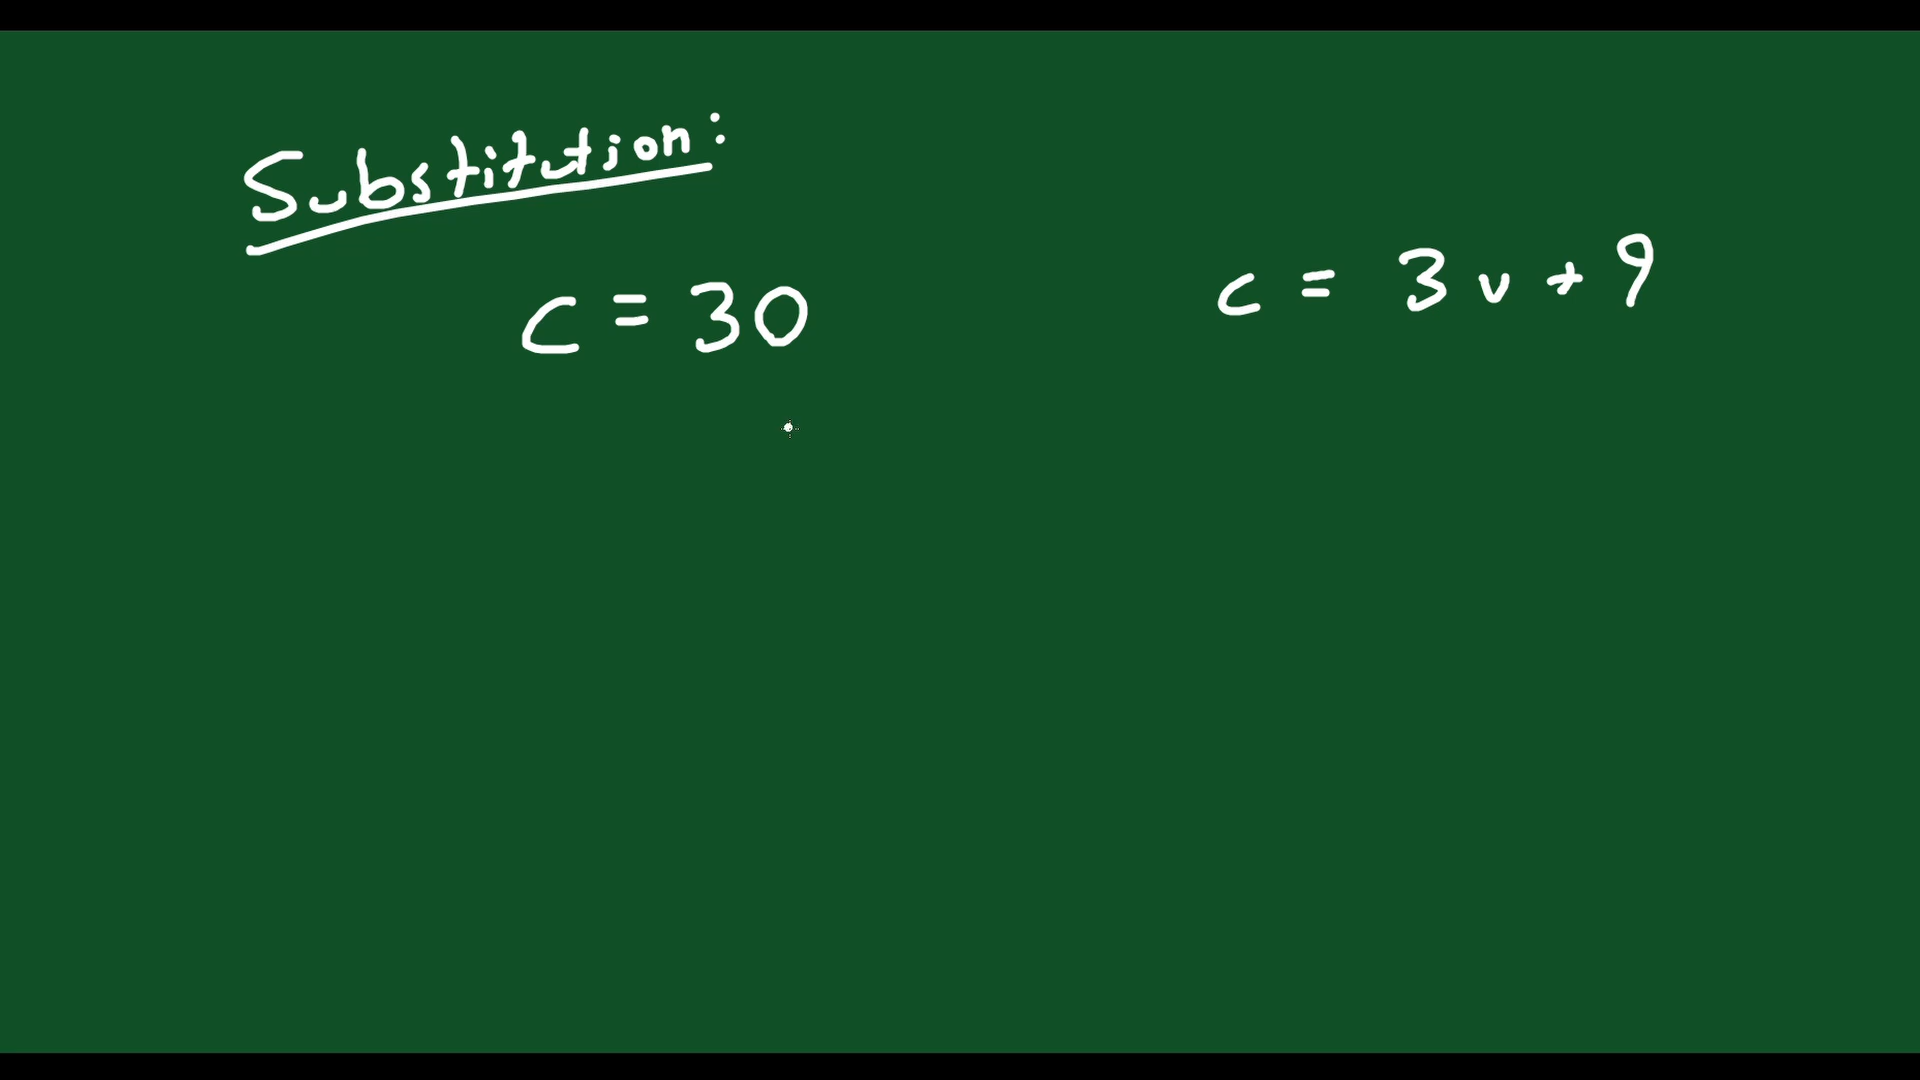 Substitution:
c = 30
c = 3v + 9